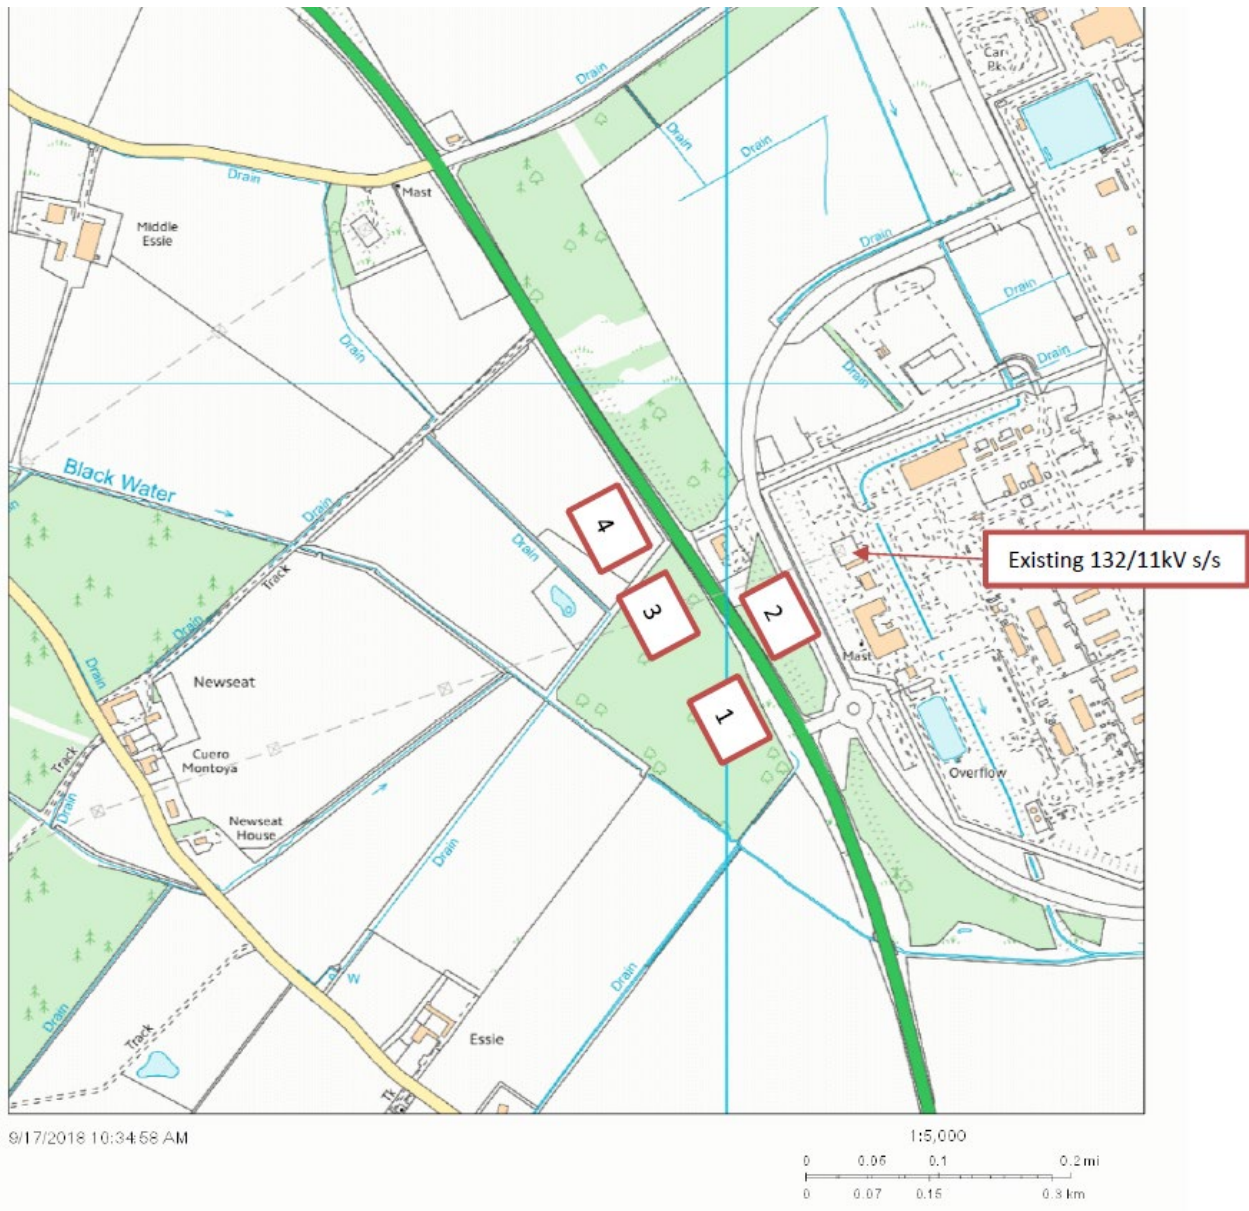 Car
Pk
Drain
Drain
Drain
Drain
Mast
Middle
Essie
Drain
Drain
Drain
Drain
Drain
Black Water
Drain
Drain
4
Existing 132/11kV s/s
Track
3
2
Drain
Mast
Drain
Newseat
1
Cuero
Montoya
Track
Overflow
Drain
Newseat
House
Drain
Drain
W
Drain
Track
Essie
Tk
9/17/2018 10:34:58 AM
1:5,000
0 0.05 0.1 0.2 mi
0 0.07 0.15 0.3 km